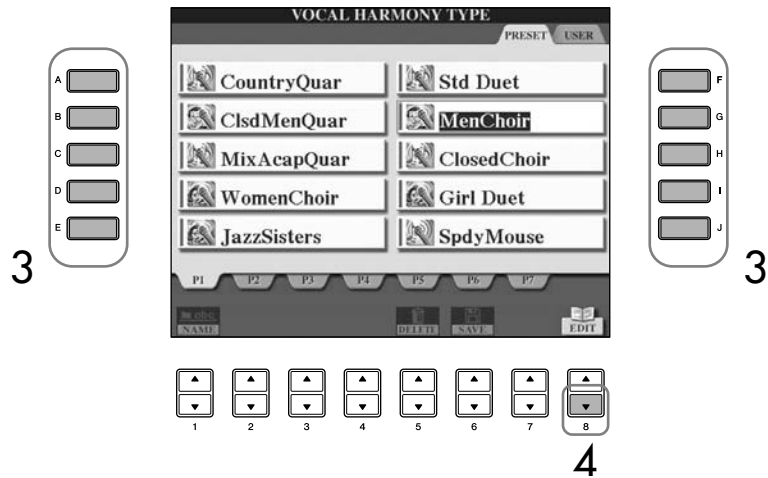 VOCAL HARMONY TYPE
PRESET USER
A CountryQuar Std Duet F
B ClsdMenQuar MenChoir G
C MixAcapQuar ClosedChoir H
D WomenChoir Girl Duet I
E JazzSisters SpdyMouse J
3 3
P1 P2 P3 P4 P5 P6 P7
abc
NAME DELETE SAVE EDIT
1 2 3 4 5 6 7 8
4